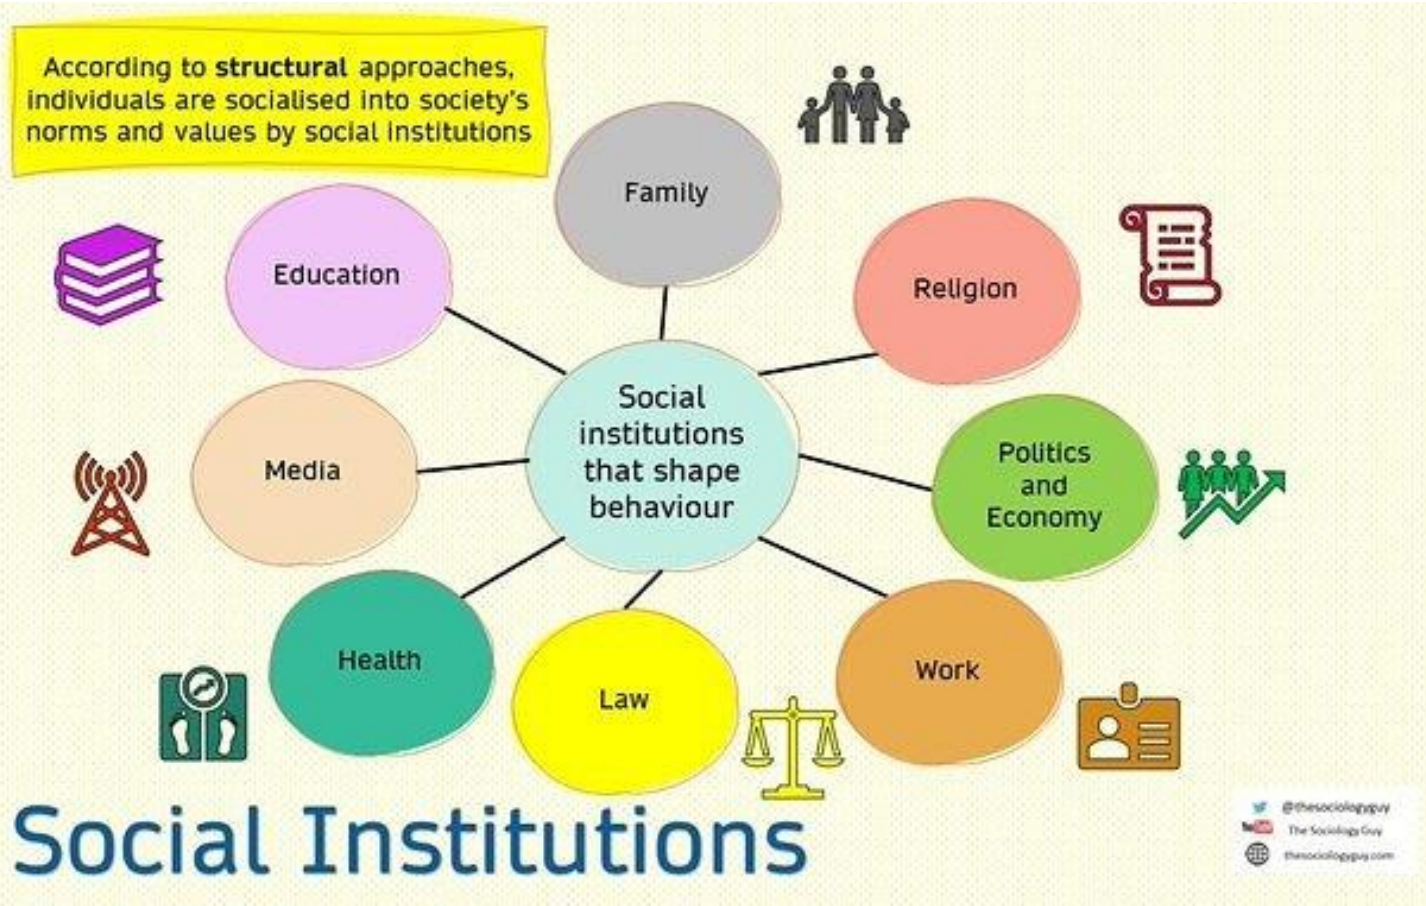 According to structural approaches,
individuals are socialised into society's
norms and values by social institutions
Family
Education
Religion
Social
institutions
that shape
behaviour
Media
Politics
and
Economy
Health
Law
Work
Social Institutions
@thesociologyguy
YouTube
The Sociology Guy
thesociologyguy.com